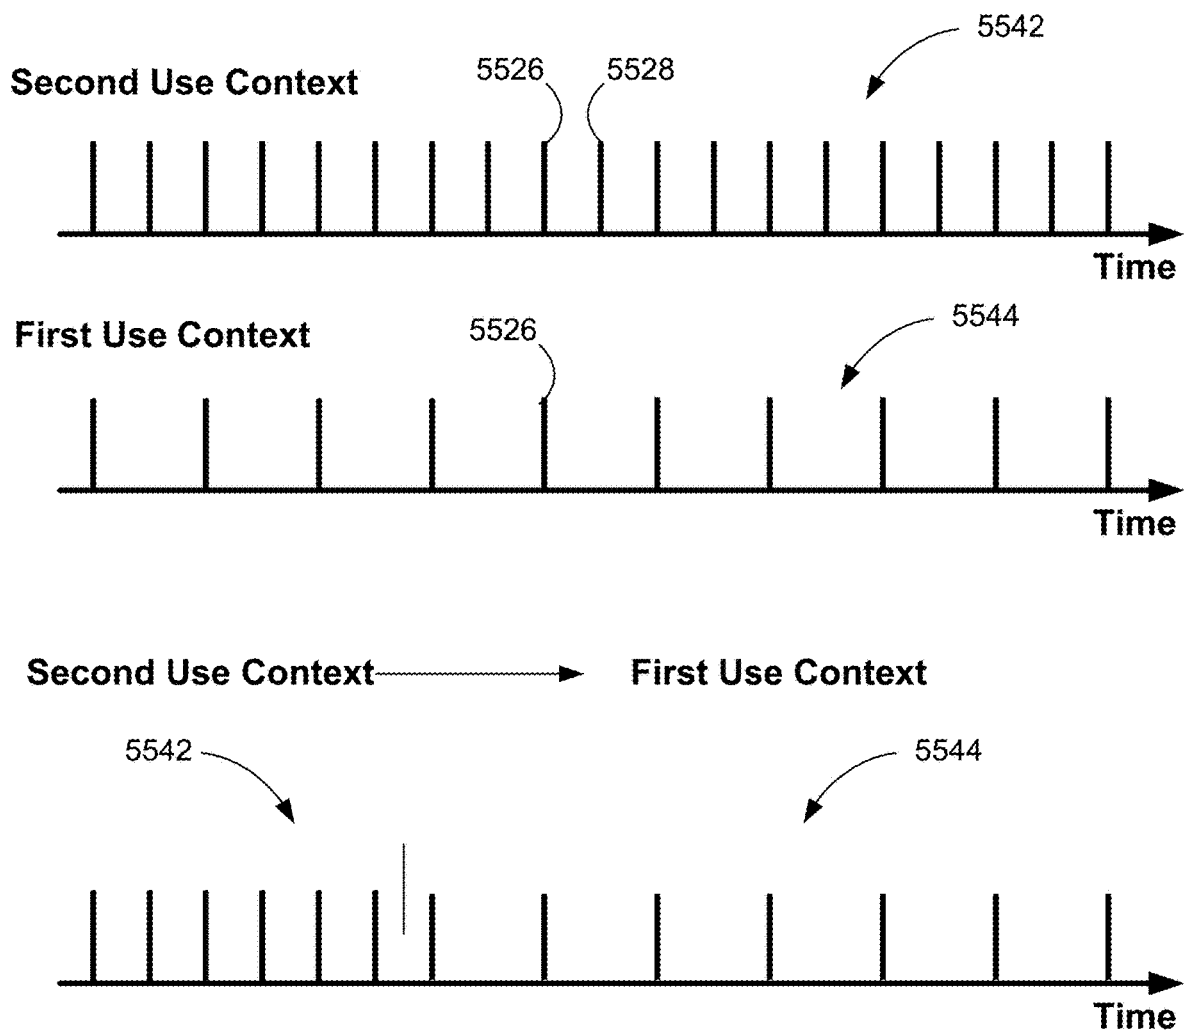 5542
Second Use Context
5526
5528
Time
First Use Context
5526
5544
Time
Second Use Context
First Use Context
5542
5544
Time